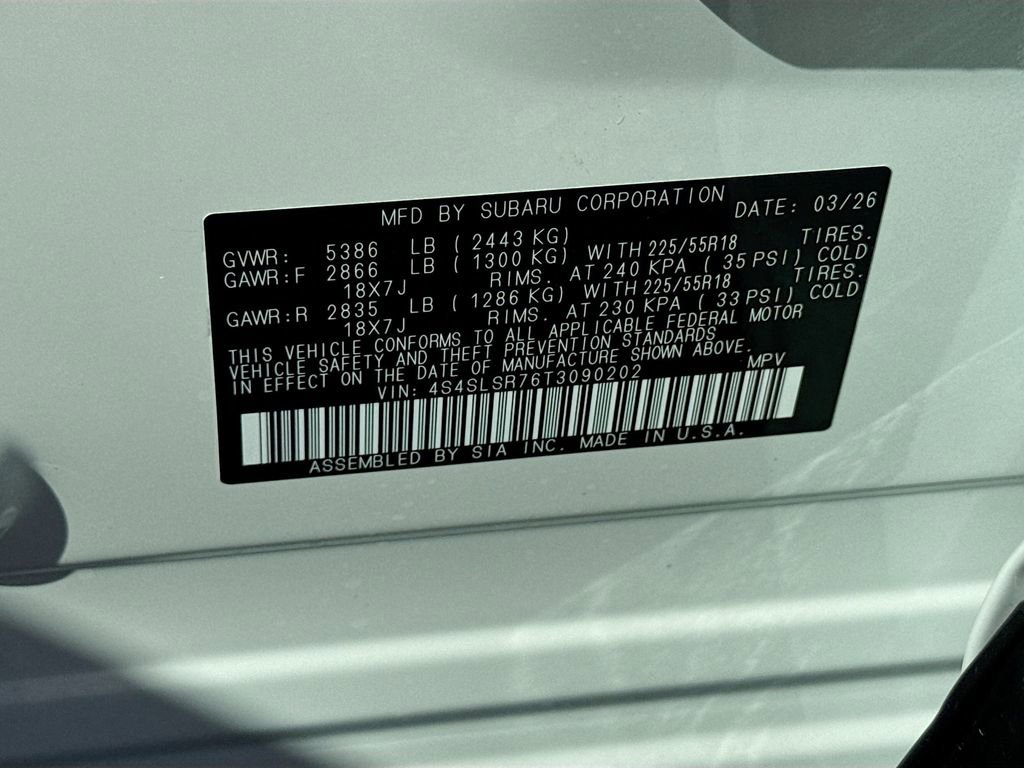 MFD BY SUBARU CORPORATION DATE: 03/26
GVWR: 5386 LB ( 2443 KG)
GAWR:F 2866 LB ( 1300 KG) WITH 225/55R18 TIRES.
18X7J RIMS. AT 240 KPA ( 35 PSI) COLD
GAWR:R 2835 LB ( 1286 KG) WITH 225/55R18 TIRES.
18X7J RIMS. AT 230 KPA ( 33 PSI) COLD
THIS VEHICLE CONFORMS TO ALL APPLICABLE FEDERAL MOTOR
VEHICLE SAFETY AND THEFT PREVENTION STANDARDS
IN EFFECT ON THE DATE OF MANUFACTURE SHOWN ABOVE.
VIN: 4S4SLSR76T3090202 MPV
ASSEMBLED BY SIA INC. MADE IN U.S.A.